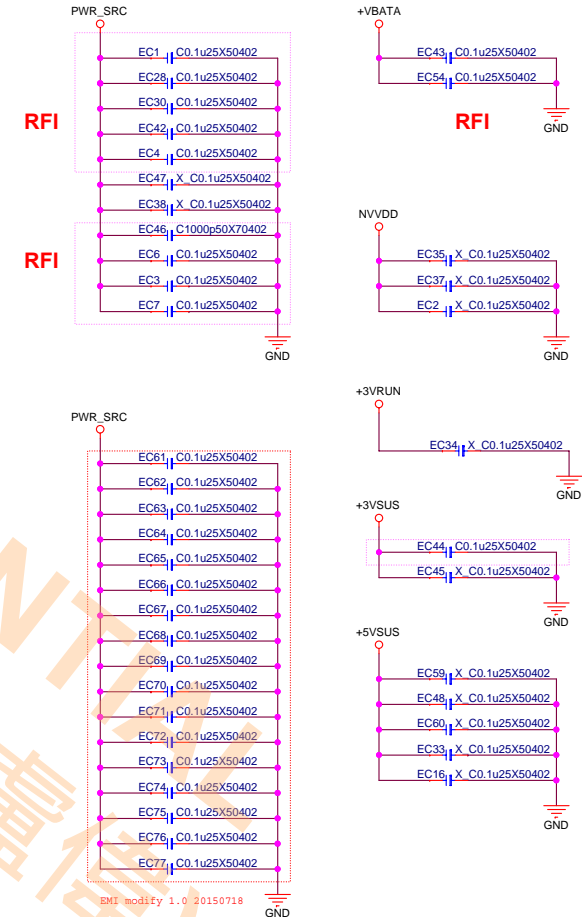 PWR_SRC
EC1 C0.1u25X50402
EC28 C0.1u25X50402
EC30 C0.1u25X50402
RFI
EC42 C0.1u25X50402
EC4 C0.1u25X50402
EC47 X_C0.1u25X50402
EC38 X_C0.1u25X50402
EC46 C1000p50X70402
RFI
EC6 C0.1u25X50402
EC3 C0.1u25X50402
EC7 C0.1u25X50402
GND
+VBATA
EC43 C0.1u25X50402
EC54 C0.1u25X50402
RFI
GND
NVVDD
EC35 X_C0.1u25X50402
EC37 X_C0.1u25X50402
EC2 X_C0.1u25X50402
GND
PWR_SRC
EC61 C0.1u25X50402
EC62 C0.1u25X50402
EC63 C0.1u25X50402
EC64 C0.1u25X50402
EC65 C0.1u25X50402
EC66 C0.1u25X50402
EC67 C0.1u25X50402
EC68 C0.1u25X50402
EC69 C0.1u25X50402
EC70 C0.1u25X50402
EC71 C0.1u25X50402
EC72 C0.1u25X50402
EC73 C0.1u25X50402
EC74 C0.1u25X50402
EC75 C0.1u25X50402
EC76 C0.1u25X50402
EC77 C0.1u25X50402
EMI modify 1.0 20150718
GND
+3VRUN
EC34 X_C0.1u25X50402
GND
+3VSUS
EC44 C0.1u25X50402
EC45 X_C0.1u25X50402
GND
+5VSUS
EC59 X_C0.1u25X50402
EC48 X_C0.1u25X50402
EC60 X_C0.1u25X50402
EC33 X_C0.1u25X50402
EC16 X_C0.1u25X50402
GND
NTIAL